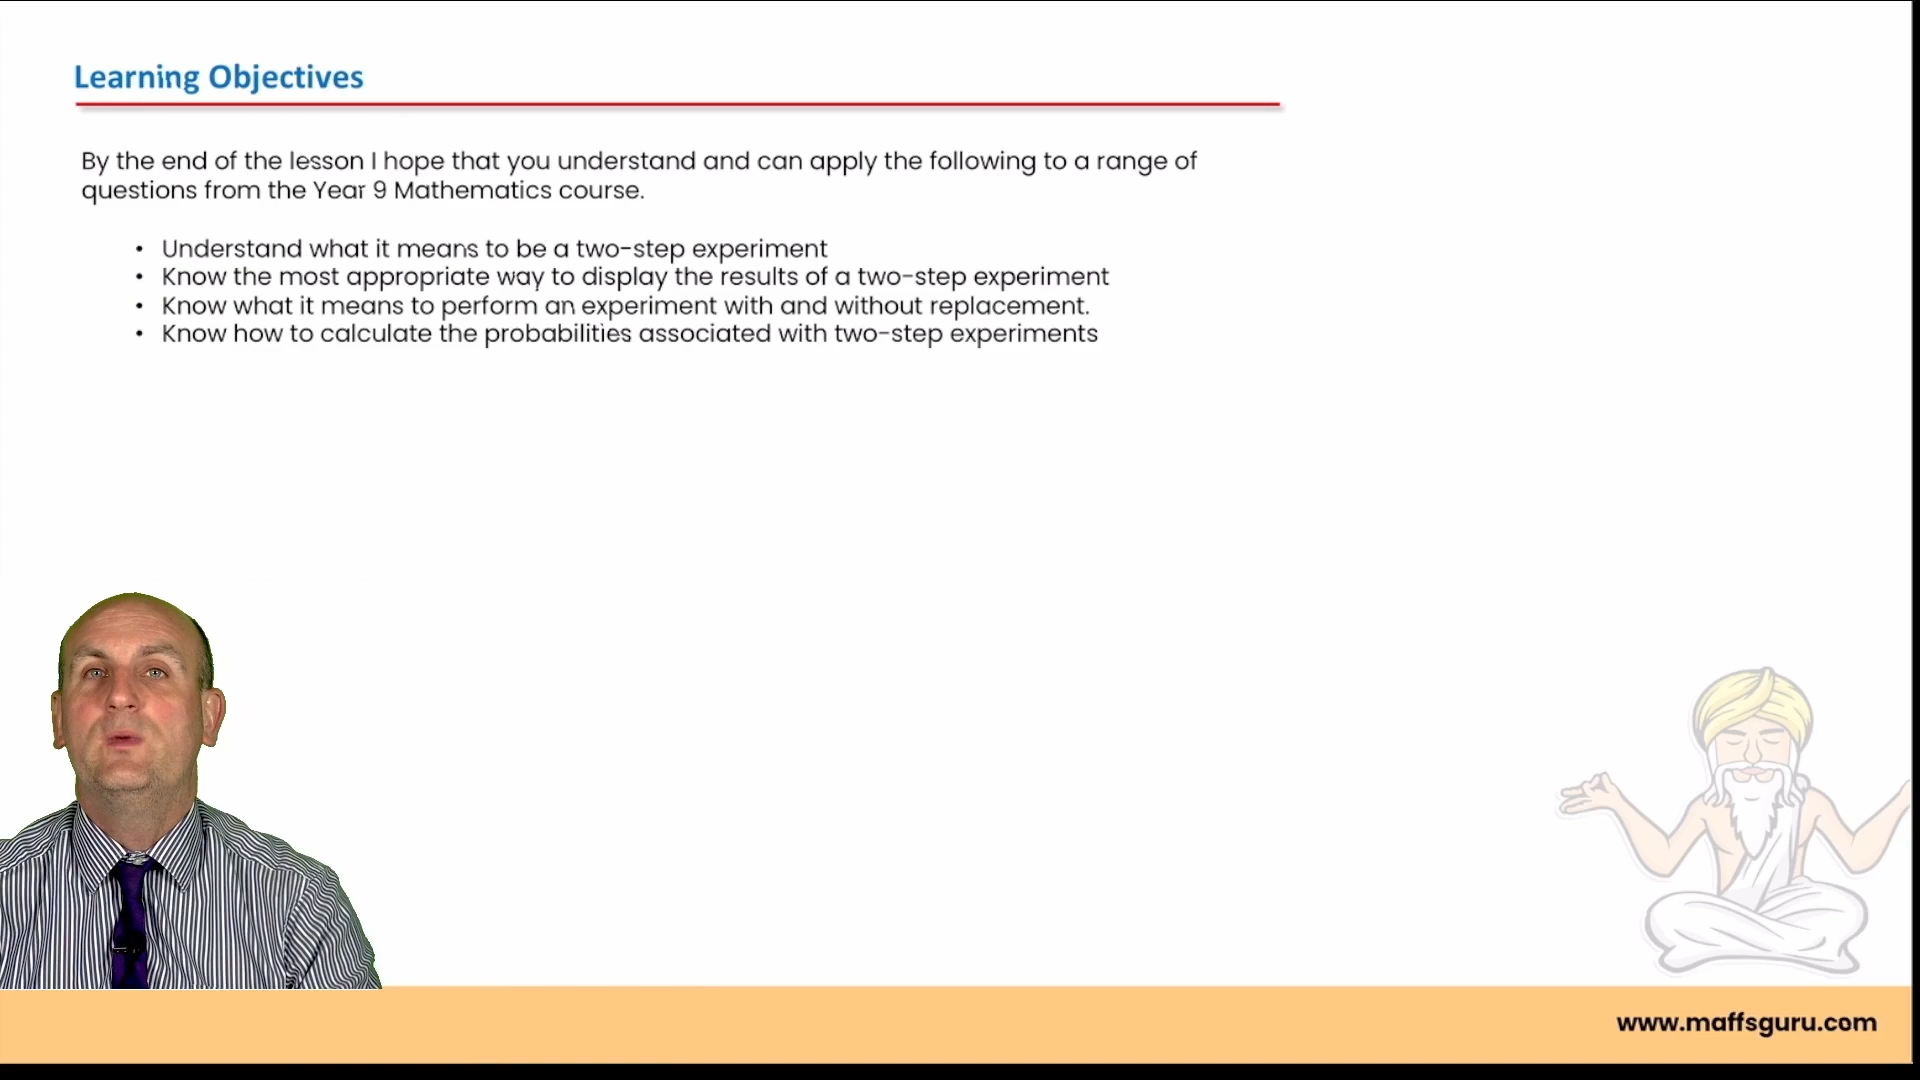 Learning Objectives
By the end of the lesson I hope that you understand and can apply the following to a range of
questions from the Year 9 Mathematics course.
• Understand what it means to be a two-step experiment
• Know the most appropriate way to display the results of a two-step experiment
• Know what it means to perform an experiment with and without replacement.
• Know how to calculate the probabilities associated with two-step experiments
www.maffsguru.com